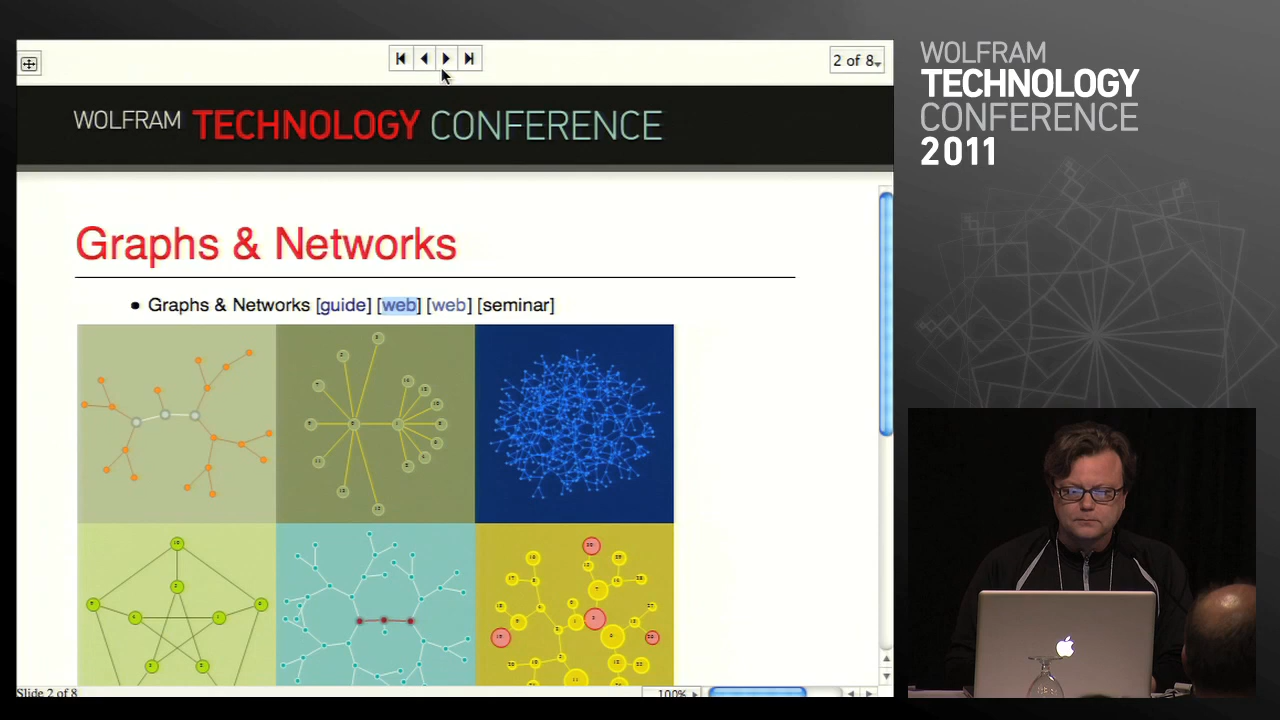 2 of 8
WOLFRAM TECHNOLOGY CONFERENCE
Graphs & Networks
• Graphs & Networks [guide] [web] [web] [seminar]
Slide 2 of 8
100%
WOLFRAM
TECHNOLOGY
CONFERENCE
2011